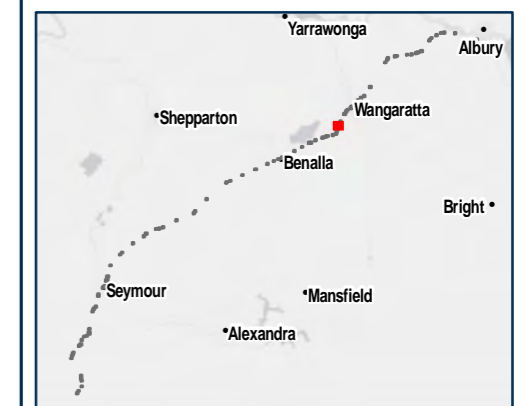 Yarrawonga
Albury
Wangaratta
Shepparton
Benalla
Bright
Seymour
Mansfield
Alexandra